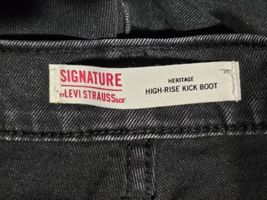 SIGNATURE
BY LEVI STRAUSS & CO.
HERITAGE
HIGH-RISE KICK BOOT